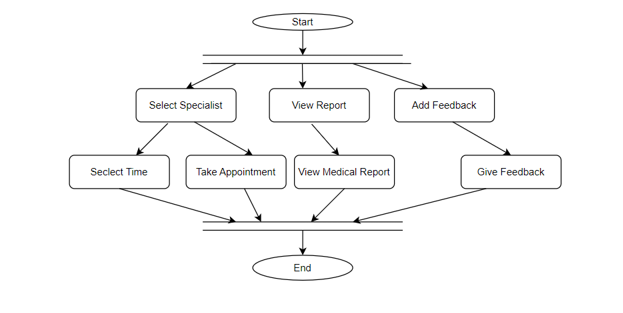 Start
Select Specialist
View Report
Add Feedback
Seclect Time
Take Appointment
View Medical Report
Give Feedback
End